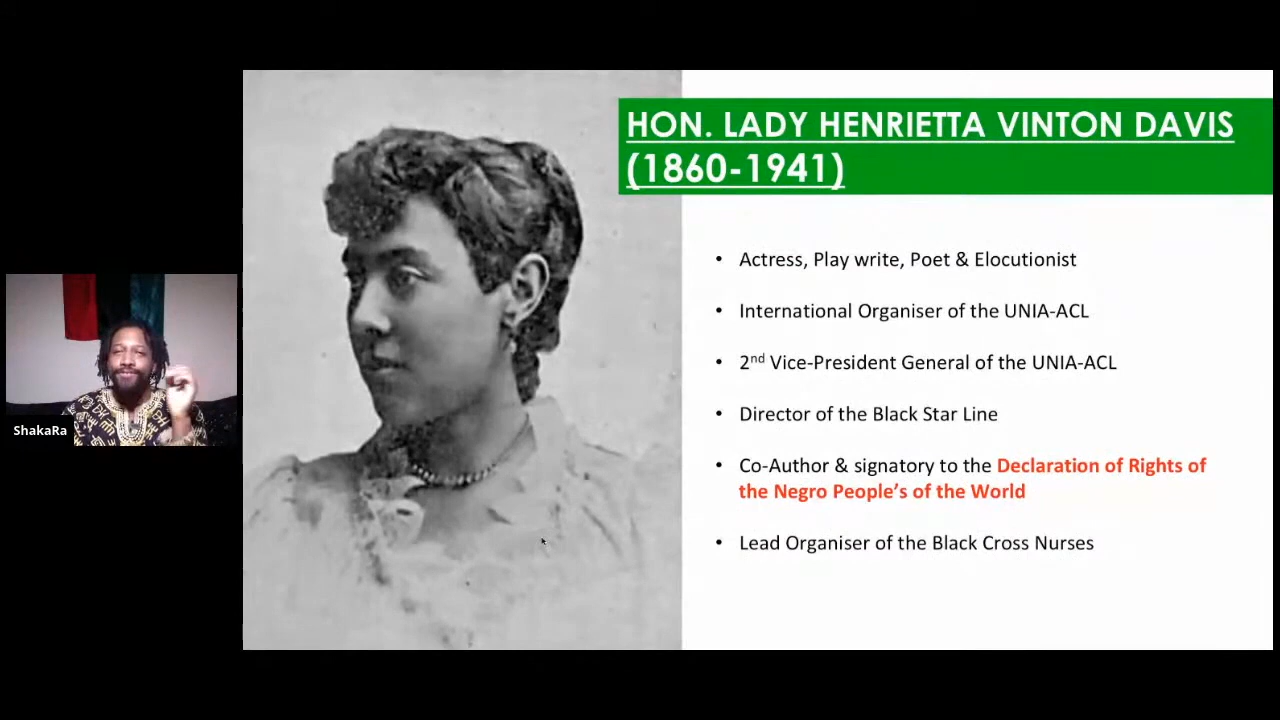 HON. LADY HENRIETTA VINTON DAVIS
(1860-1941)
• Actress, Play write, Poet & Elocutionist
• International Organiser of the UNIA-ACL
• 2nd Vice-President General of the UNIA-ACL
• Director of the Black Star Line
• Co-Author & signatory to the Declaration of Rights of
the Negro People's of the World
• Lead Organiser of the Black Cross Nurses
ShakaRa